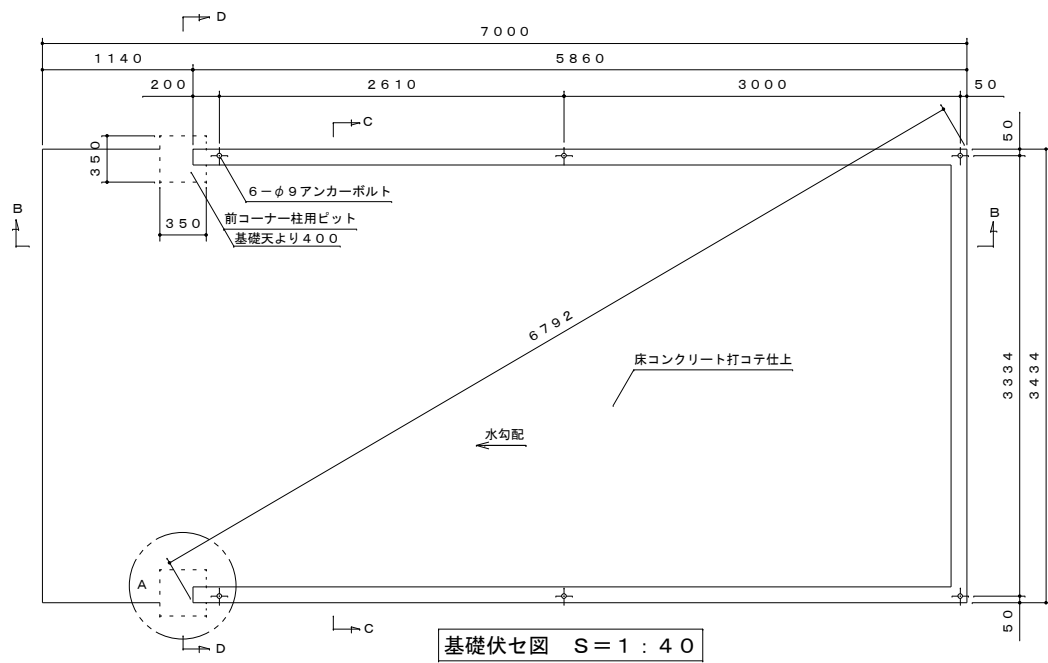 D
7000
1140
5860
200
2610
3000
50
C
50
350
6-φ9アンカーボルト
前コーナー柱用ピット
350
基礎天より400
B
B
6792
床コンクリート打コテ仕上
3334
3434
水勾配
A
50
C
D
基礎伏セ図 S=1:40